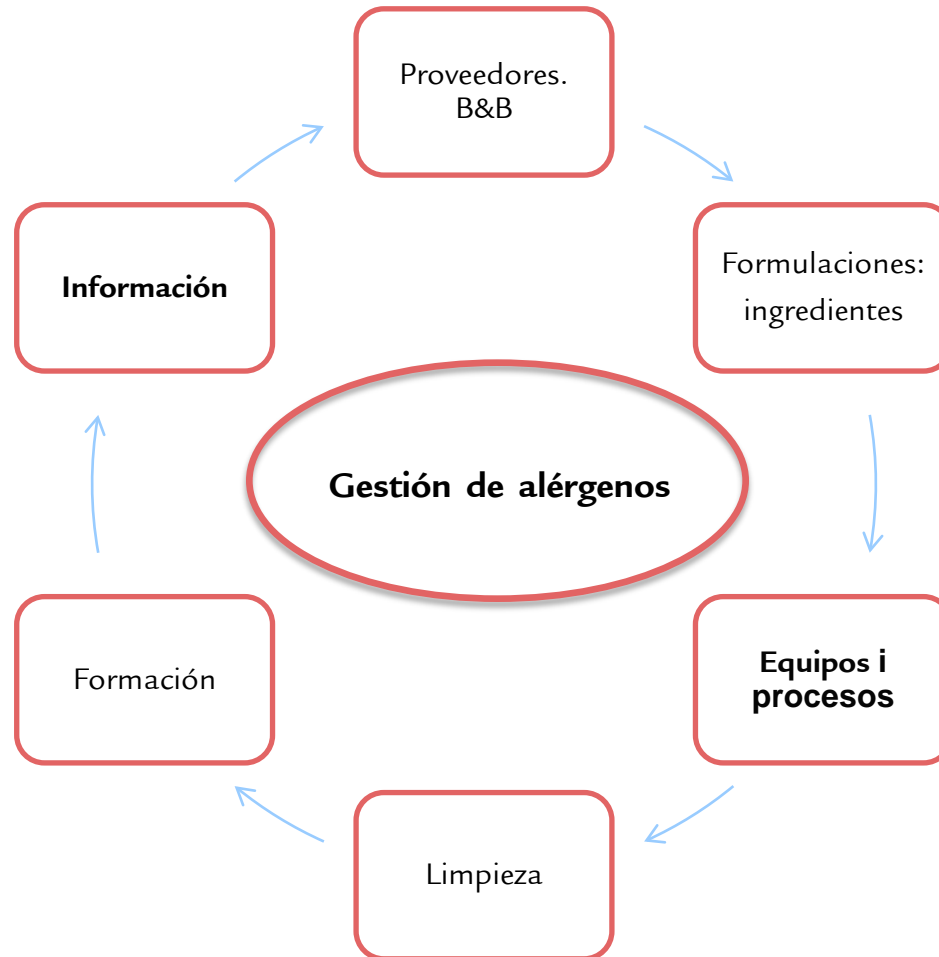 Proveedores.
B&B
Formulaciones:
ingredientes
Equipos i
procesos
Limpieza
Formación
Información
Gestión de alérgenos